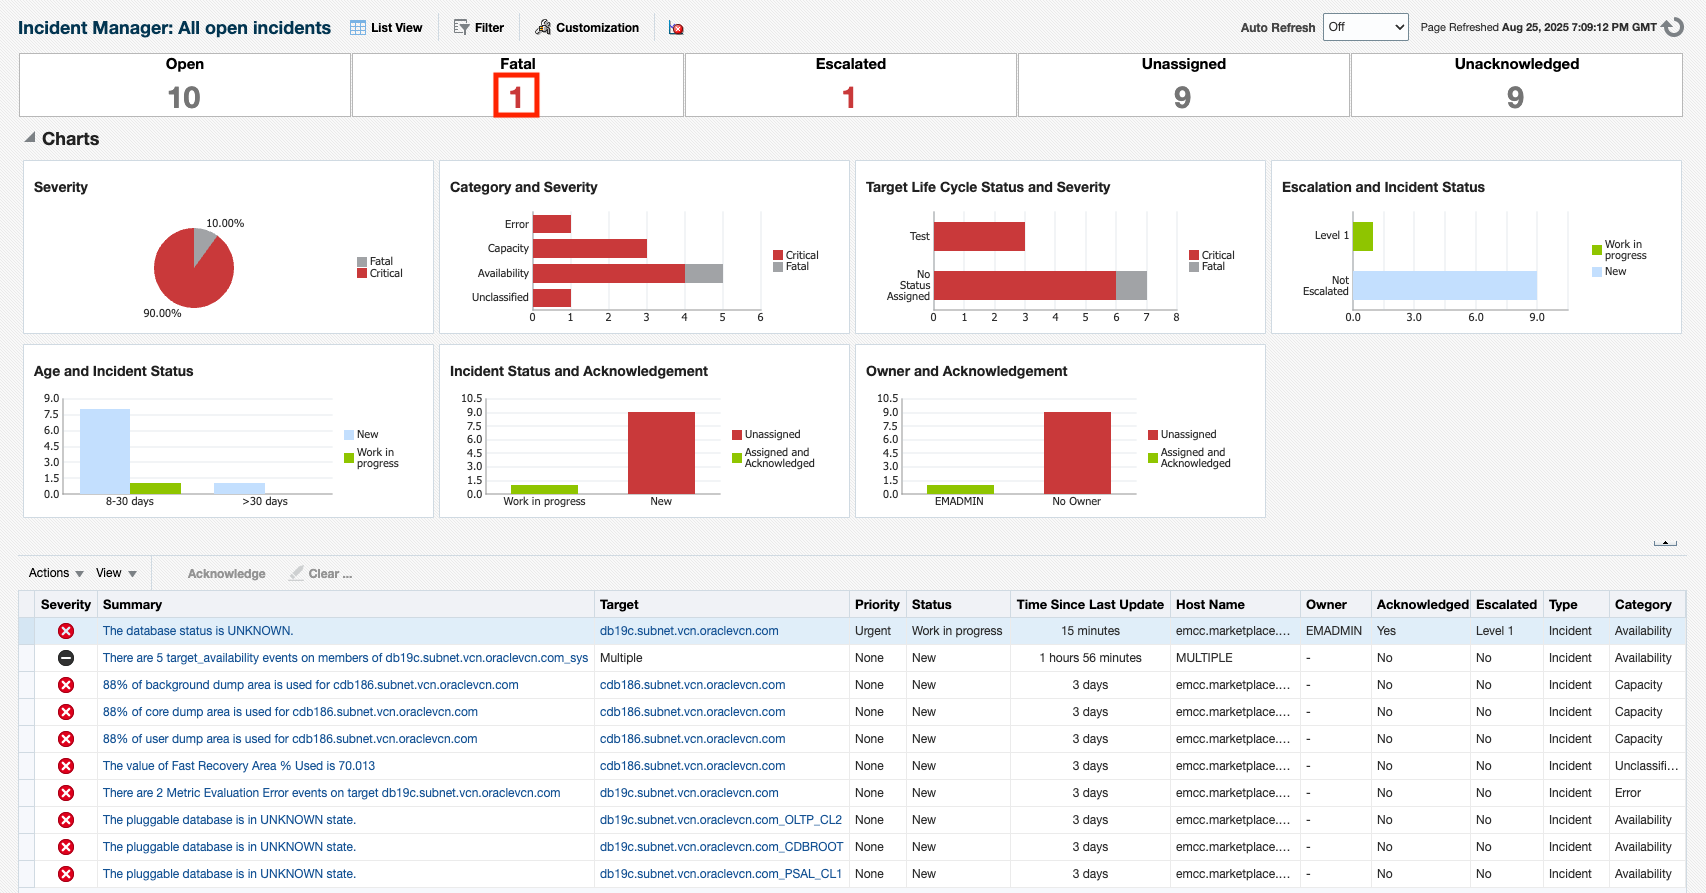 Incident Manager: All open incidents List View Filter Customization Auto Refresh Off Page Refreshed Aug 25, 2025 7:09:12 PM GMT
Open Fatal Escalated Unassigned Unacknowledged
10 1 1 9 9
Charts
Severity
10.00%
90.00%
Fatal
Critical
Category and Severity
Error
Capacity
Availability
Unclassified
0 1 2 3 4 5 6
Critical
Fatal
Target Life Cycle Status and Severity
Test
No
Status
Assigned
0 1 2 3 4 5 6 7 8
Critical
Fatal
Escalation and Incident Status
Level 1
Not
Escalated
0.0 3.0 6.0 9.0
Work in
progress
New
Age and Incident Status
9.0
7.5
6.0
4.5
3.0
1.5
0.0
8-30 days >30 days
New
Work in
progress
Incident Status and Acknowledgement
10.5
9.0
7.5
6.0
4.5
3.0
1.5
0.0
Work in progress New
Unassigned
Assigned and
Acknowledged
Owner and Acknowledgement
10.5
9.0
7.5
6.0
4.5
3.0
1.5
0.0
EMADMIN No Owner
Unassigned
Assigned and
Acknowledged
Actions View Acknowledge Clear ...
Severity Summary Target Priority Status Time Since Last Update Host Name Owner Acknowledged Escalated Type Category
The database status is UNKNOWN. db19c.subnet.vcn.oraclevcn.com Urgent Work in progress 15 minutes emcc.marketplace.... EMADMIN Yes Level 1 Incident Availability
There are 5 target_availability events on members of db19c.subnet.vcn.oraclevcn.com_sys Multiple None New 1 hours 56 minutes MULTIPLE - No No Incident Availability
88% of background dump area is used for cdb186.subnet.vcn.oraclevcn.com cdb186.subnet.vcn.oraclevcn.com None New 3 days emcc.marketplace.... - No No Incident Capacity
88% of core dump area is used for cdb186.subnet.vcn.oraclevcn.com cdb186.subnet.vcn.oraclevcn.com None New 3 days emcc.marketplace.... - No No Incident Capacity
88% of user dump area is used for cdb186.subnet.vcn.oraclevcn.com cdb186.subnet.vcn.oraclevcn.com None New 3 days emcc.marketplace.... - No No Incident Capacity
The value of Fast Recovery Area % Used is 70.013 cdb186.subnet.vcn.oraclevcn.com None New 3 days emcc.marketplace.... - No No Incident Unclassifi...
There are 2 Metric Evaluation Error events on target db19c.subnet.vcn.oraclevcn.com db19c.subnet.vcn.oraclevcn.com None New 3 days emcc.marketplace.... - No No Incident Error
The pluggable database is in UNKNOWN state. db19c.subnet.vcn.oraclevcn.com_OLTP_CL2 None New 3 days emcc.marketplace.... - No No Incident Availability
The pluggable database is in UNKNOWN state. db19c.subnet.vcn.oraclevcn.com_CDBROOT None New 3 days emcc.marketplace.... - No No Incident Availability
The pluggable database is in UNKNOWN state. db19c.subnet.vcn.oraclevcn.com_PSAL_CL1 None New 3 days emcc.marketplace.... - No No Incident Availability